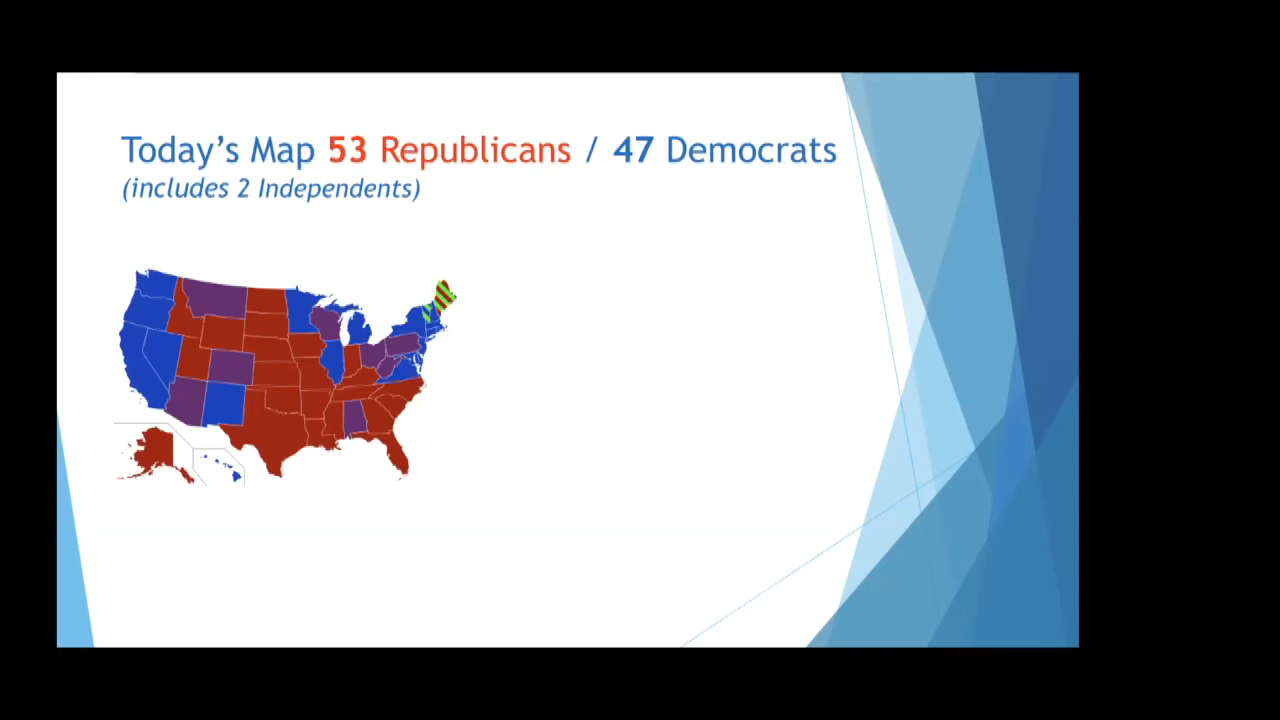 Today’s Map 53 Republicans / 47 Democrats
(includes 2 Independents)